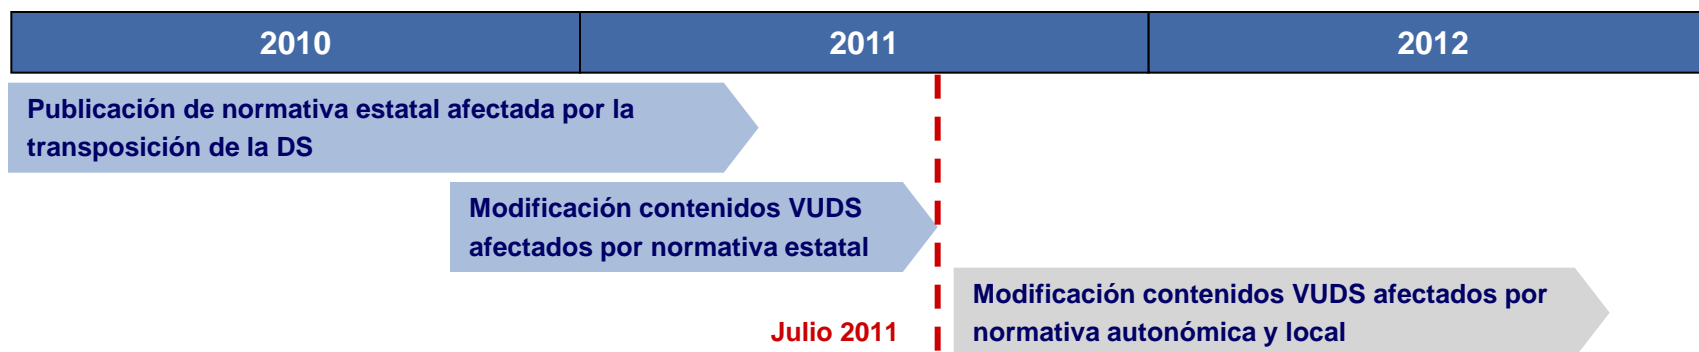 2010 2011 2012
Publicación de normativa estatal afectada por la
transposición de la DS
Modificación contenidos VUDS
afectados por normativa estatal
Modificación contenidos VUDS afectados por
normativa autonómica y local
Julio 2011